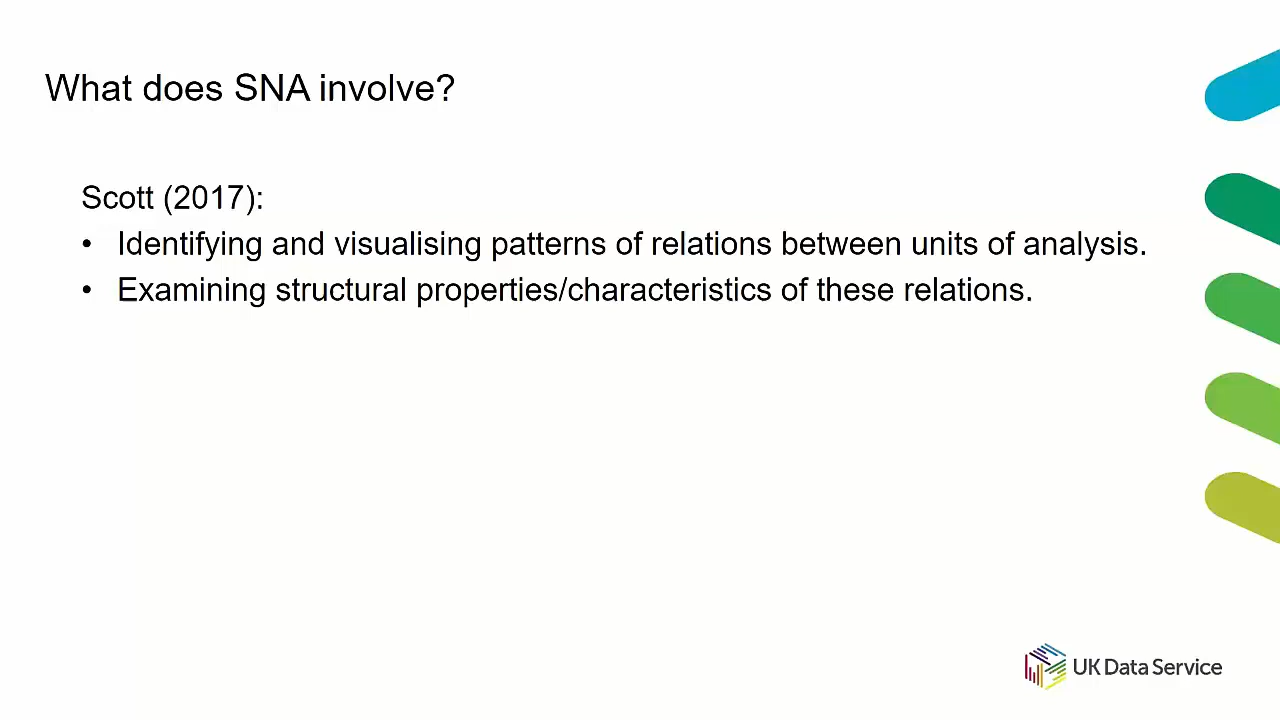 What does SNA involve?
Scott (2017):
• Identifying and visualising patterns of relations between units of analysis.
• Examining structural properties/characteristics of these relations.
UK Data Service